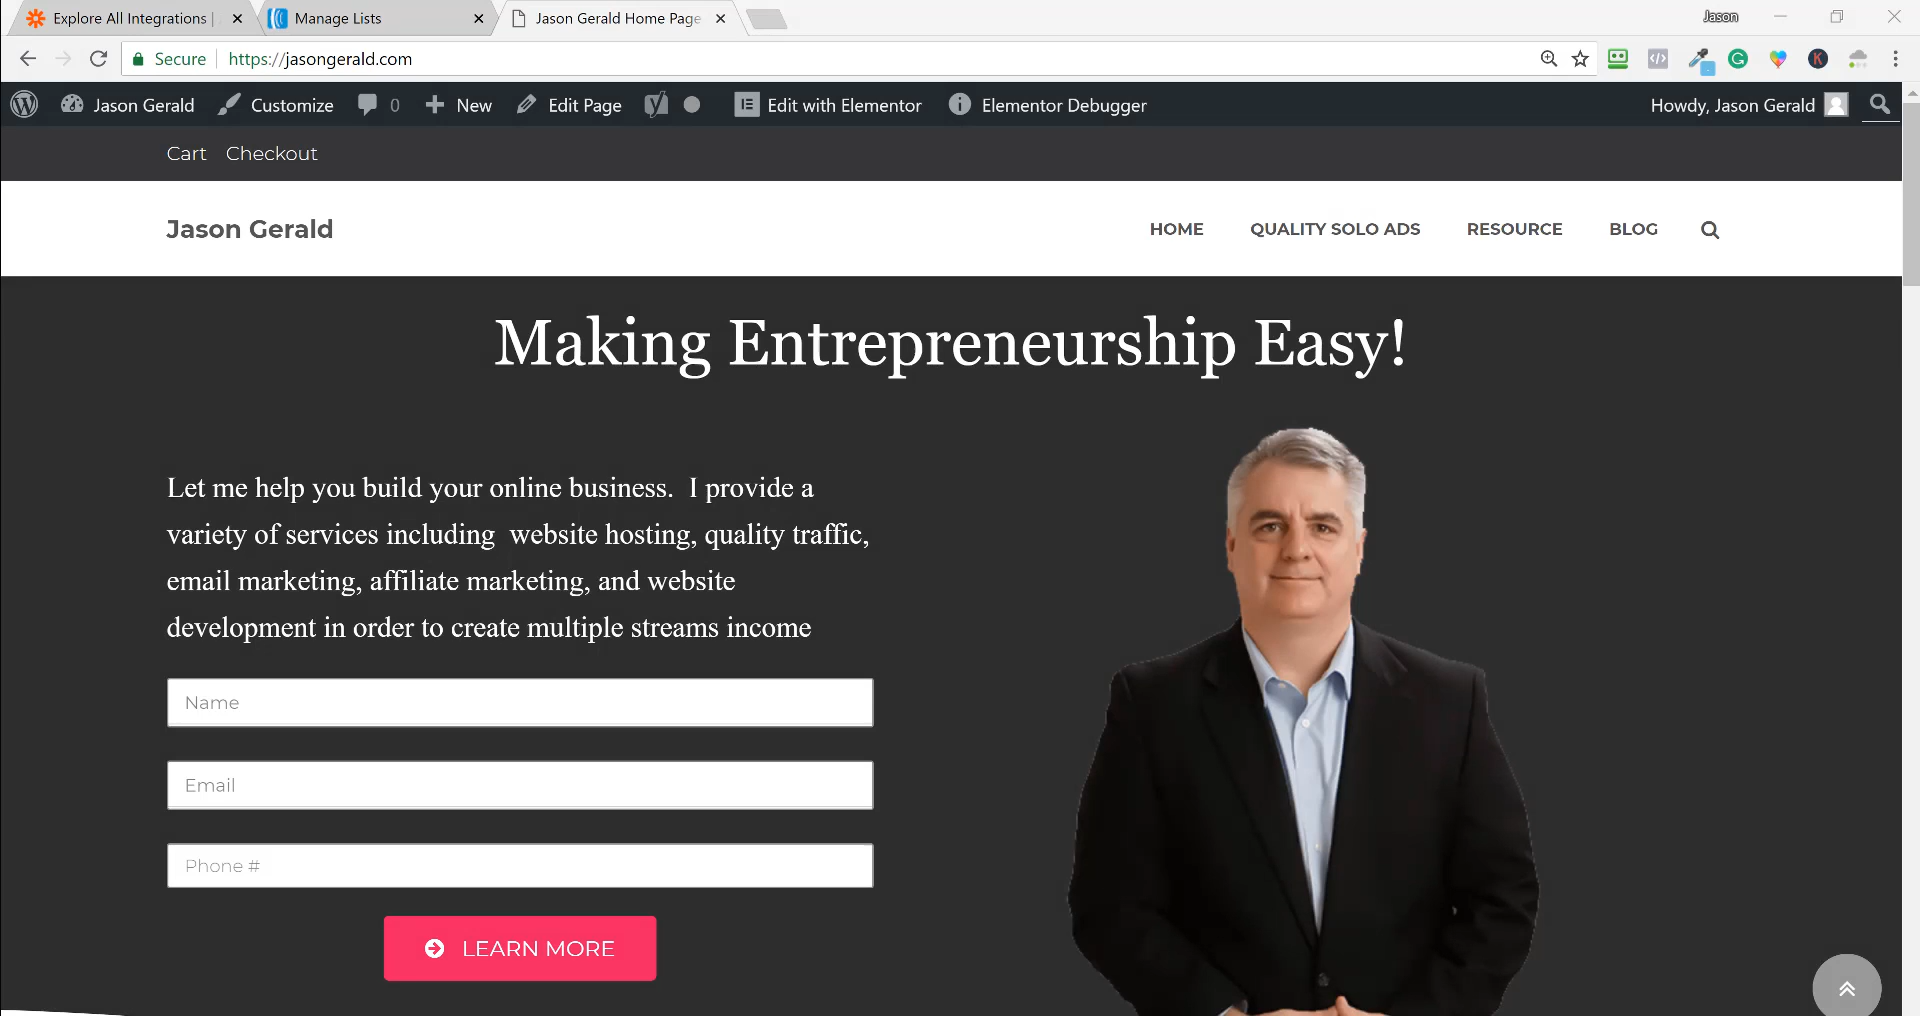 Explore All Integrations |
Manage Lists
Jason Gerald Home Page
Jason
Secure
https://jasongerald.com
Jason Gerald
Customize
0
New
Edit Page
Edit with Elementor
Elementor Debugger
Howdy, Jason Gerald
Cart
Checkout
Jason Gerald
HOME
QUALITY SOLO ADS
RESOURCE
BLOG
Making Entrepreneurship Easy!
Let me help you build your online business.  I provide a
variety of services including  website hosting, quality traffic,
email marketing, affiliate marketing, and website
development in order to create multiple streams income
Name
Email
Phone #
LEARN MORE